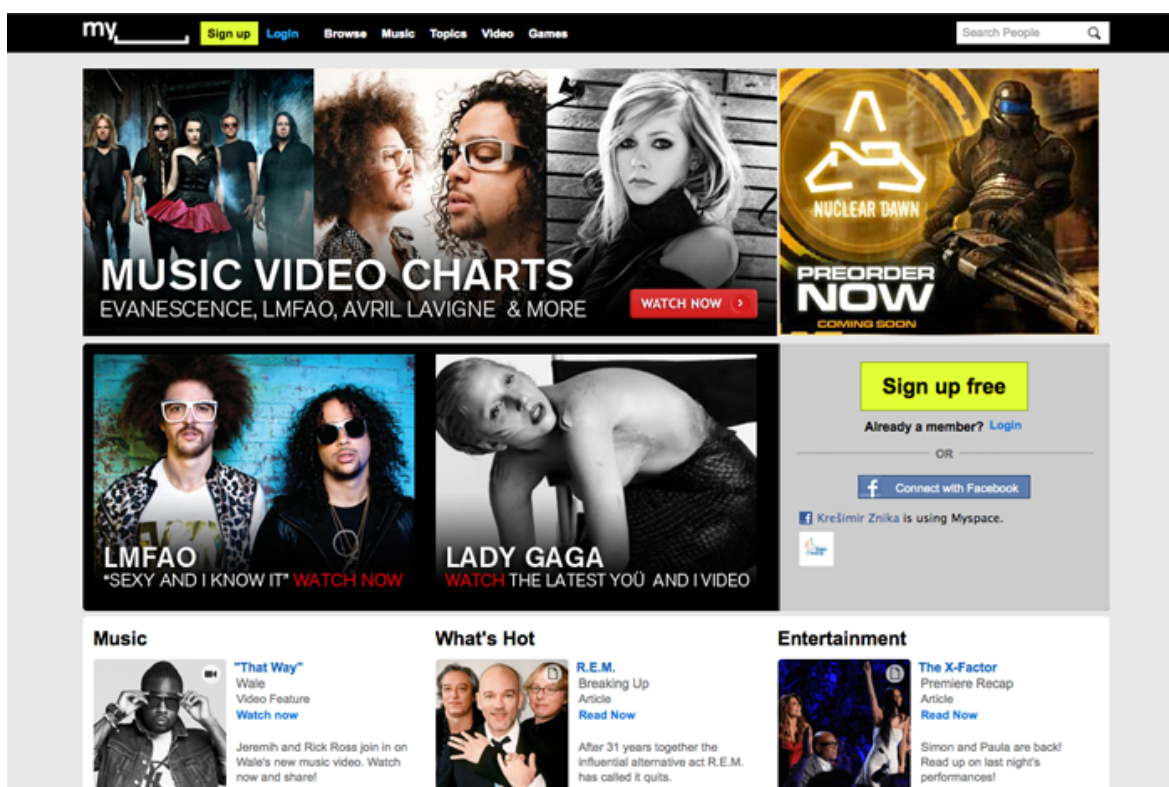 my
Sign up Login Browse Music Topics Video Games
Search People
MUSIC VIDEO CHARTS
EVANESCENCE, LMFAO, AVRIL LAVIGNE & MORE
WATCH NOW
NUCLEAR DAWN
PREORDER
NOW
COMING SOON
LMFAO
"SEXY AND I KNOW IT" WATCH NOW
LADY GAGA
WATCH THE LATEST YOÜ AND I VIDEO
Sign up free
Already a member? Login
OR
f Connect with Facebook
f Krešimir Znika is using Myspace.
Music
"That Way"
Wale
Video Feature
Watch now
Jeremih and Rick Ross join in on
Wale's new music video. Watch
now and share!
What's Hot
R.E.M.
Breaking Up
Article
Read Now
After 31 years together the
influential alternative act R.E.M.
has called it quits.
Entertainment
The X-Factor
Premiere Recap
Article
Read Now
Simon and Paula are back!
Read up on last night's
performances!